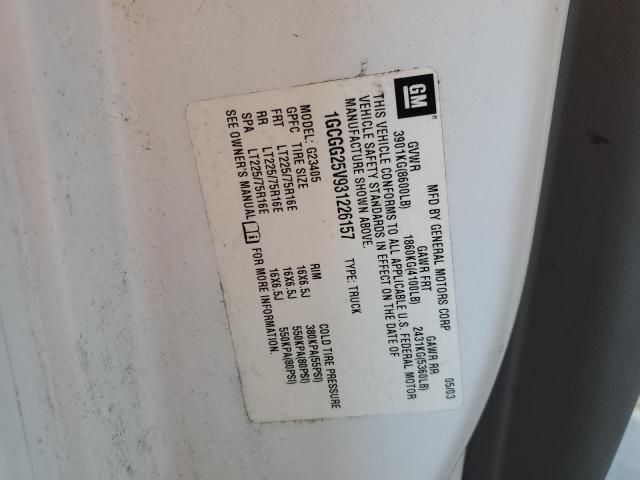 GM
MFD BY GENERAL MOTORS CORP 05/03
GVWR GAWR FRT GAWR RR
3901KG(8600LB) 1860KG(4100LB) 2431KG(5360LB)
THIS VEHICLE CONFORMS TO ALL APPLICABLE U.S. FEDERAL MOTOR
VEHICLE SAFETY STANDARDS IN EFFECT ON THE DATE OF
MANUFACTURE SHOWN ABOVE.
1GCGG25V931226157 TYPE: TRUCK
MODEL: G23405
GPFC TIRE SIZE RIM COLD TIRE PRESSURE
FRT LT225/75R16E 16X6.5J 380KPA(55PSI)
RR LT225/75R16E 16X6.5J 550KPA(80PSI)
SPA LT225/75R16E 16X6.5J 550KPA(80PSI)
SEE OWNER'S MANUAL FOR MORE INFORMATION.